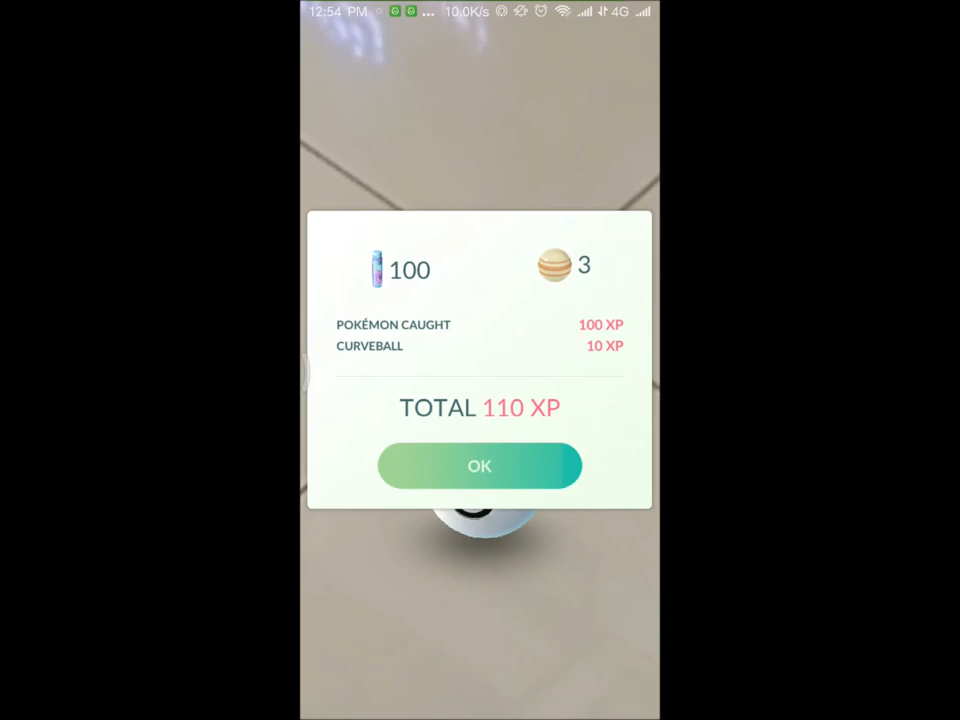 12:54 PM ... 10.0K/s 4G
100 3
POKÉMON CAUGHT 100 XP
CURVEBALL 10 XP
TOTAL 110 XP
OK